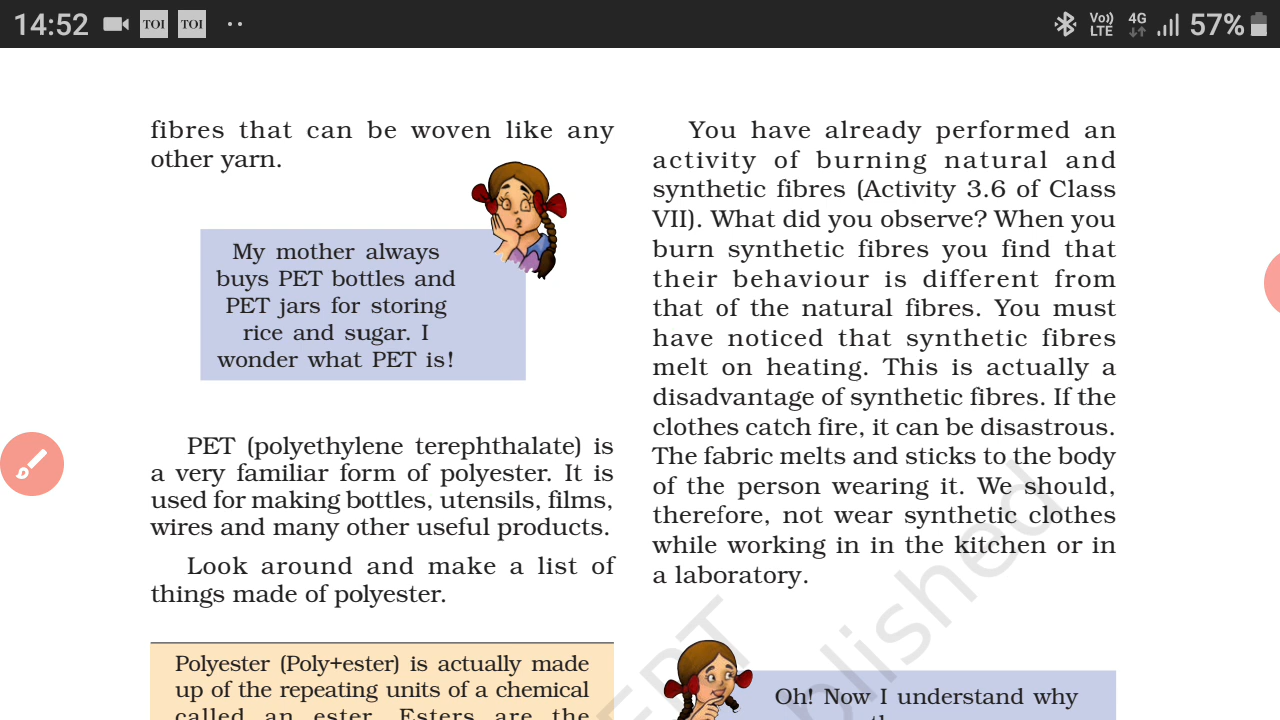 14:52 TOI TOI Vo)) LTE 4G 57%
fibres that can be woven like any
other yarn.
My mother always
buys PET bottles and
PET jars for storing
rice and sugar. I
wonder what PET is!
PET (polyethylene terephthalate) is
a very familiar form of polyester. It is
used for making bottles, utensils, films,
wires and many other useful products.
Look around and make a list of
things made of polyester.
Polyester (Poly+ester) is actually made
up of the repeating units of a chemical
called an ester. Esters are the
You have already performed an
activity of burning natural and
synthetic fibres (Activity 3.6 of Class
VII). What did you observe? When you
burn synthetic fibres you find that
their behaviour is different from
that of the natural fibres. You must
have noticed that synthetic fibres
melt on heating. This is actually a
disadvantage of synthetic fibres. If the
clothes catch fire, it can be disastrous.
The fabric melts and sticks to the body
of the person wearing it. We should,
therefore, not wear synthetic clothes
while working in in the kitchen or in
a laboratory.
Oh! Now I understand why